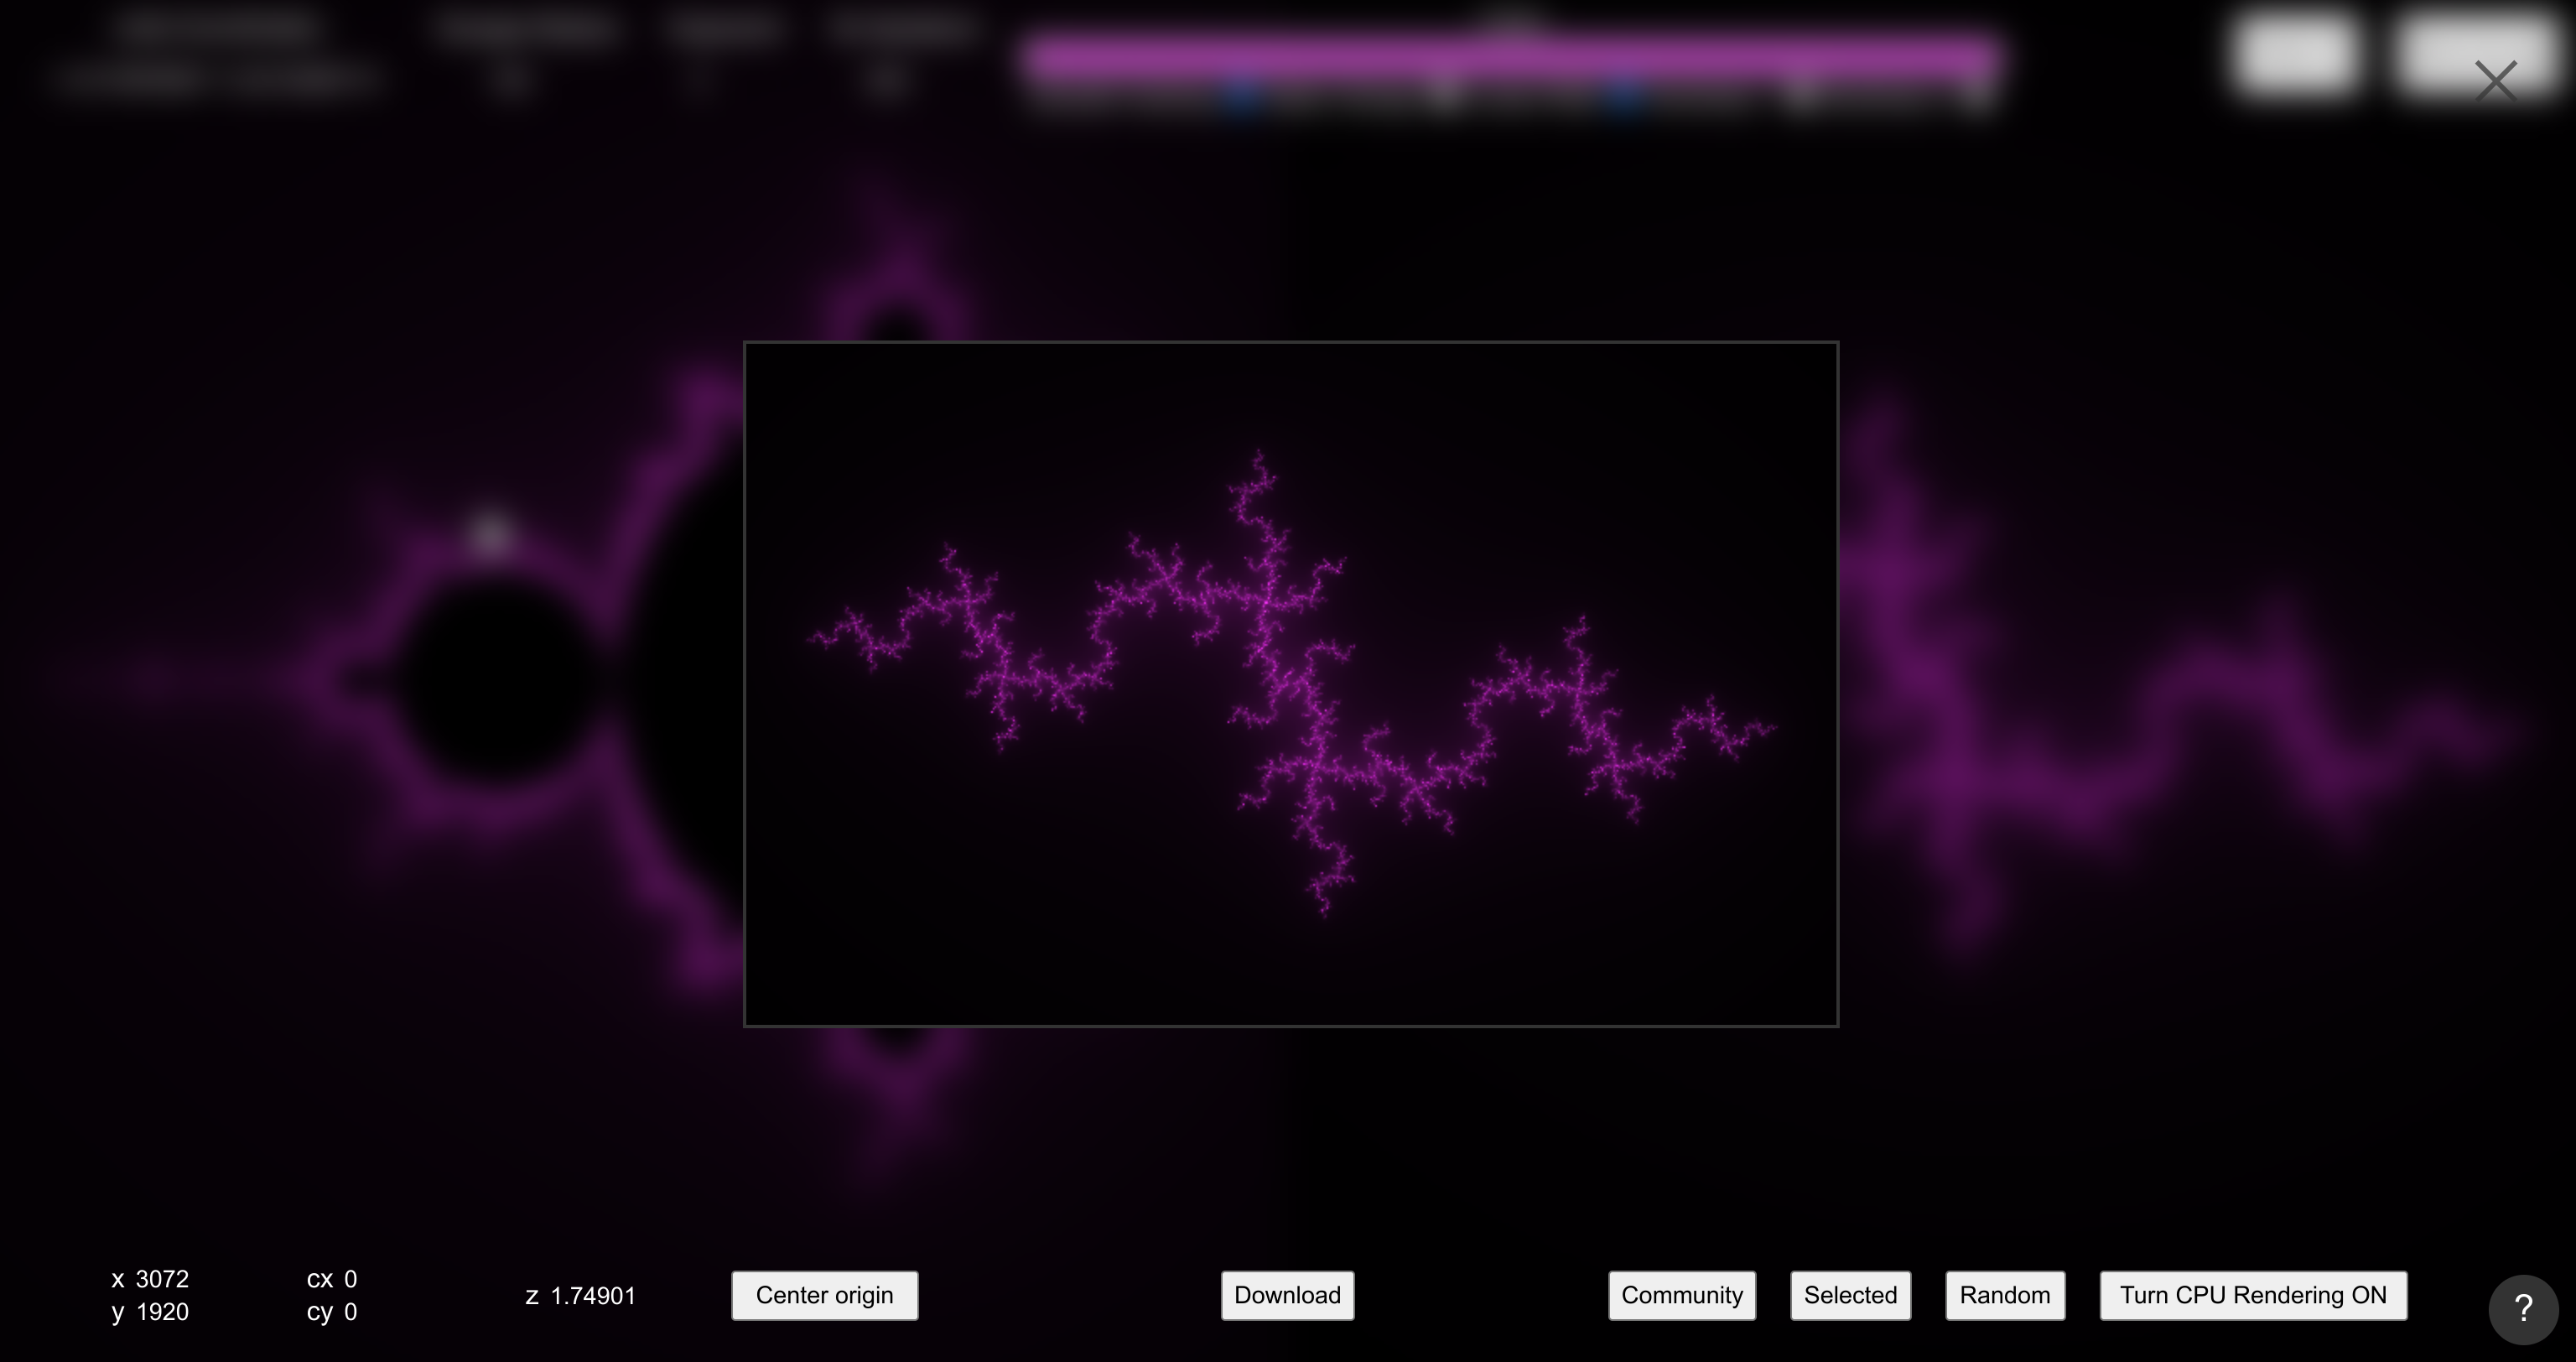 x 3072
y 1920
cx 0
cy 0
z 1.74901
Center origin
Download
Community
Selected
Random
Turn CPU Rendering ON
?